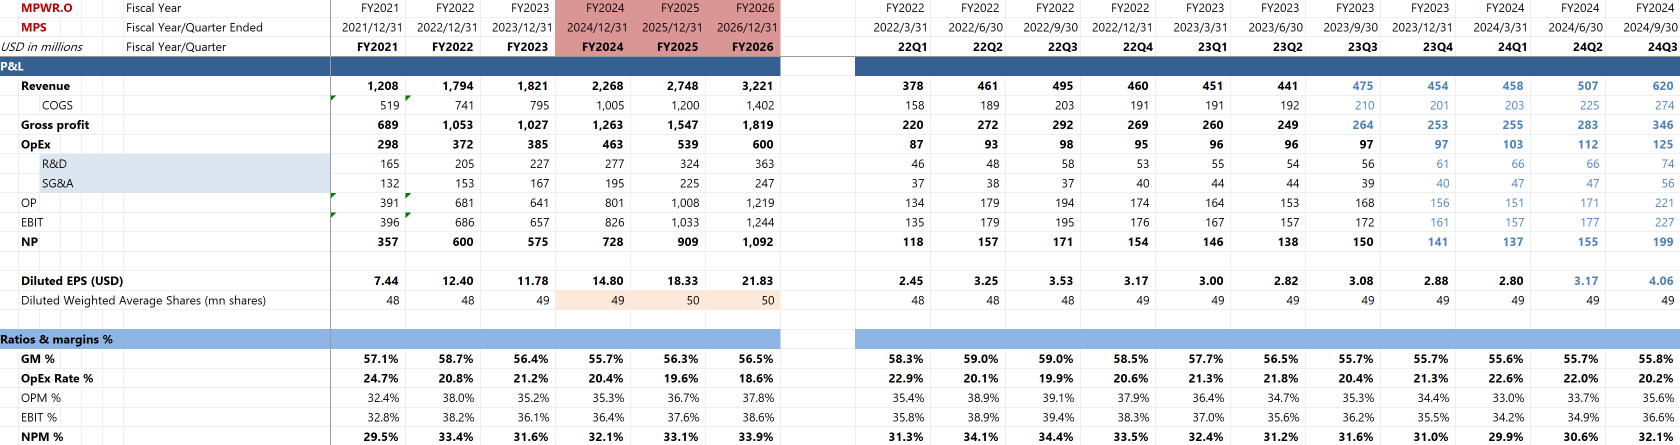 MPWR.O Fiscal Year FY2021 FY2022 FY2023 FY2024 FY2025 FY2026 FY2022 FY2022 FY2022 FY2022 FY2023 FY2023 FY2023 FY2023 FY2024 FY2024 FY2024
MPS Fiscal Year/Quarter Ended 2021/12/31 2022/12/31 2023/12/31 2024/12/31 2025/12/31 2026/12/31 2022/3/31 2022/6/30 2022/9/30 2022/12/31 2023/3/31 2023/6/30 2023/9/30 2023/12/31 2024/3/31 2024/6/30 2024/9/30
USD in millions Fiscal Year/Quarter FY2021 FY2022 FY2023 FY2024 FY2025 FY2026 22Q1 22Q2 22Q3 22Q4 23Q1 23Q2 23Q3 23Q4 24Q1 24Q2 24Q3
P&L
Revenue 1,208 1,794 1,821 2,268 2,748 3,221 378 461 495 460 451 441 475 454 458 507 620
COGS 519 741 795 1,005 1,200 1,402 158 189 203 191 191 192 210 201 203 225 274
Gross profit 689 1,053 1,027 1,263 1,547 1,819 220 272 292 269 260 249 264 253 255 283 346
OpEx 298 372 385 463 539 600 87 93 98 95 96 96 97 97 103 112 125
R&D 165 205 227 277 324 363 46 48 58 53 55 54 56 61 66 66 74
SG&A 132 153 167 195 225 247 37 38 37 40 44 44 39 40 47 47 56
OP 391 681 641 801 1,008 1,219 134 179 194 174 164 153 168 156 151 171 221
EBIT 396 686 657 826 1,033 1,244 135 179 195 176 167 157 172 161 157 177 227
NP 357 600 575 728 909 1,092 118 157 171 154 146 138 150 141 137 155 199
Diluted EPS (USD) 7.44 12.40 11.78 14.80 18.33 21.83 2.45 3.25 3.53 3.17 3.00 2.82 3.08 2.88 2.80 3.17 4.06
Diluted Weighted Average Shares (mn shares) 48 48 49 49 50 50 48 48 48 49 49 49 49 49 49 49 49
Ratios & margins %
GM % 57.1% 58.7% 56.4% 55.7% 56.3% 56.5% 58.3% 59.0% 59.0% 58.5% 57.7% 56.5% 55.7% 55.7% 55.6% 55.7% 55.8%
OpEx Rate % 24.7% 20.8% 21.2% 20.4% 19.6% 18.6% 22.9% 20.1% 19.9% 20.6% 21.3% 21.8% 20.4% 21.3% 22.6% 22.0% 20.2%
OPM % 32.4% 38.0% 35.2% 35.3% 36.7% 37.8% 35.4% 38.9% 39.1% 37.9% 36.4% 34.7% 35.3% 34.4% 33.0% 33.7% 35.6%
EBIT % 32.8% 38.2% 36.1% 36.4% 37.6% 38.6% 35.8% 38.9% 39.4% 38.3% 37.0% 35.6% 36.2% 35.5% 34.2% 34.9% 36.6%
NPM % 29.5% 33.4% 31.6% 32.1% 33.1% 33.9% 31.3% 34.1% 34.4% 33.5% 32.4% 31.2% 31.6% 31.0% 29.9% 30.6% 32.1%